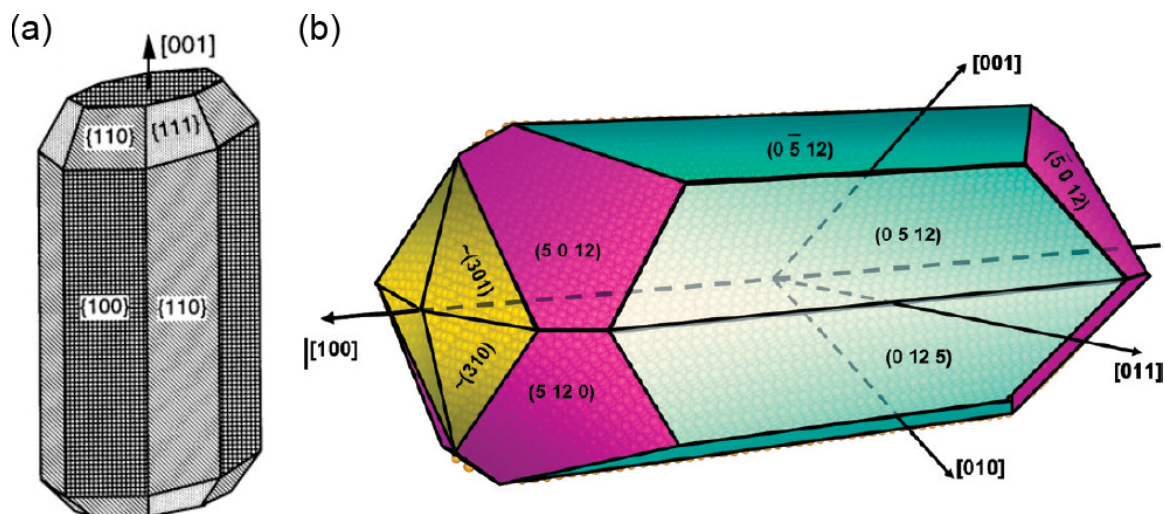 (a)
[001]
{110}
{111}
{100}
{110}
(b)
[001]
(0 5̅ 12)
(5̅ 0 12)
(5 0 12)
(0 5 12)
~(301)
[100]
~(310)
(5 12 0)
(0 12 5)
[011]
[010]